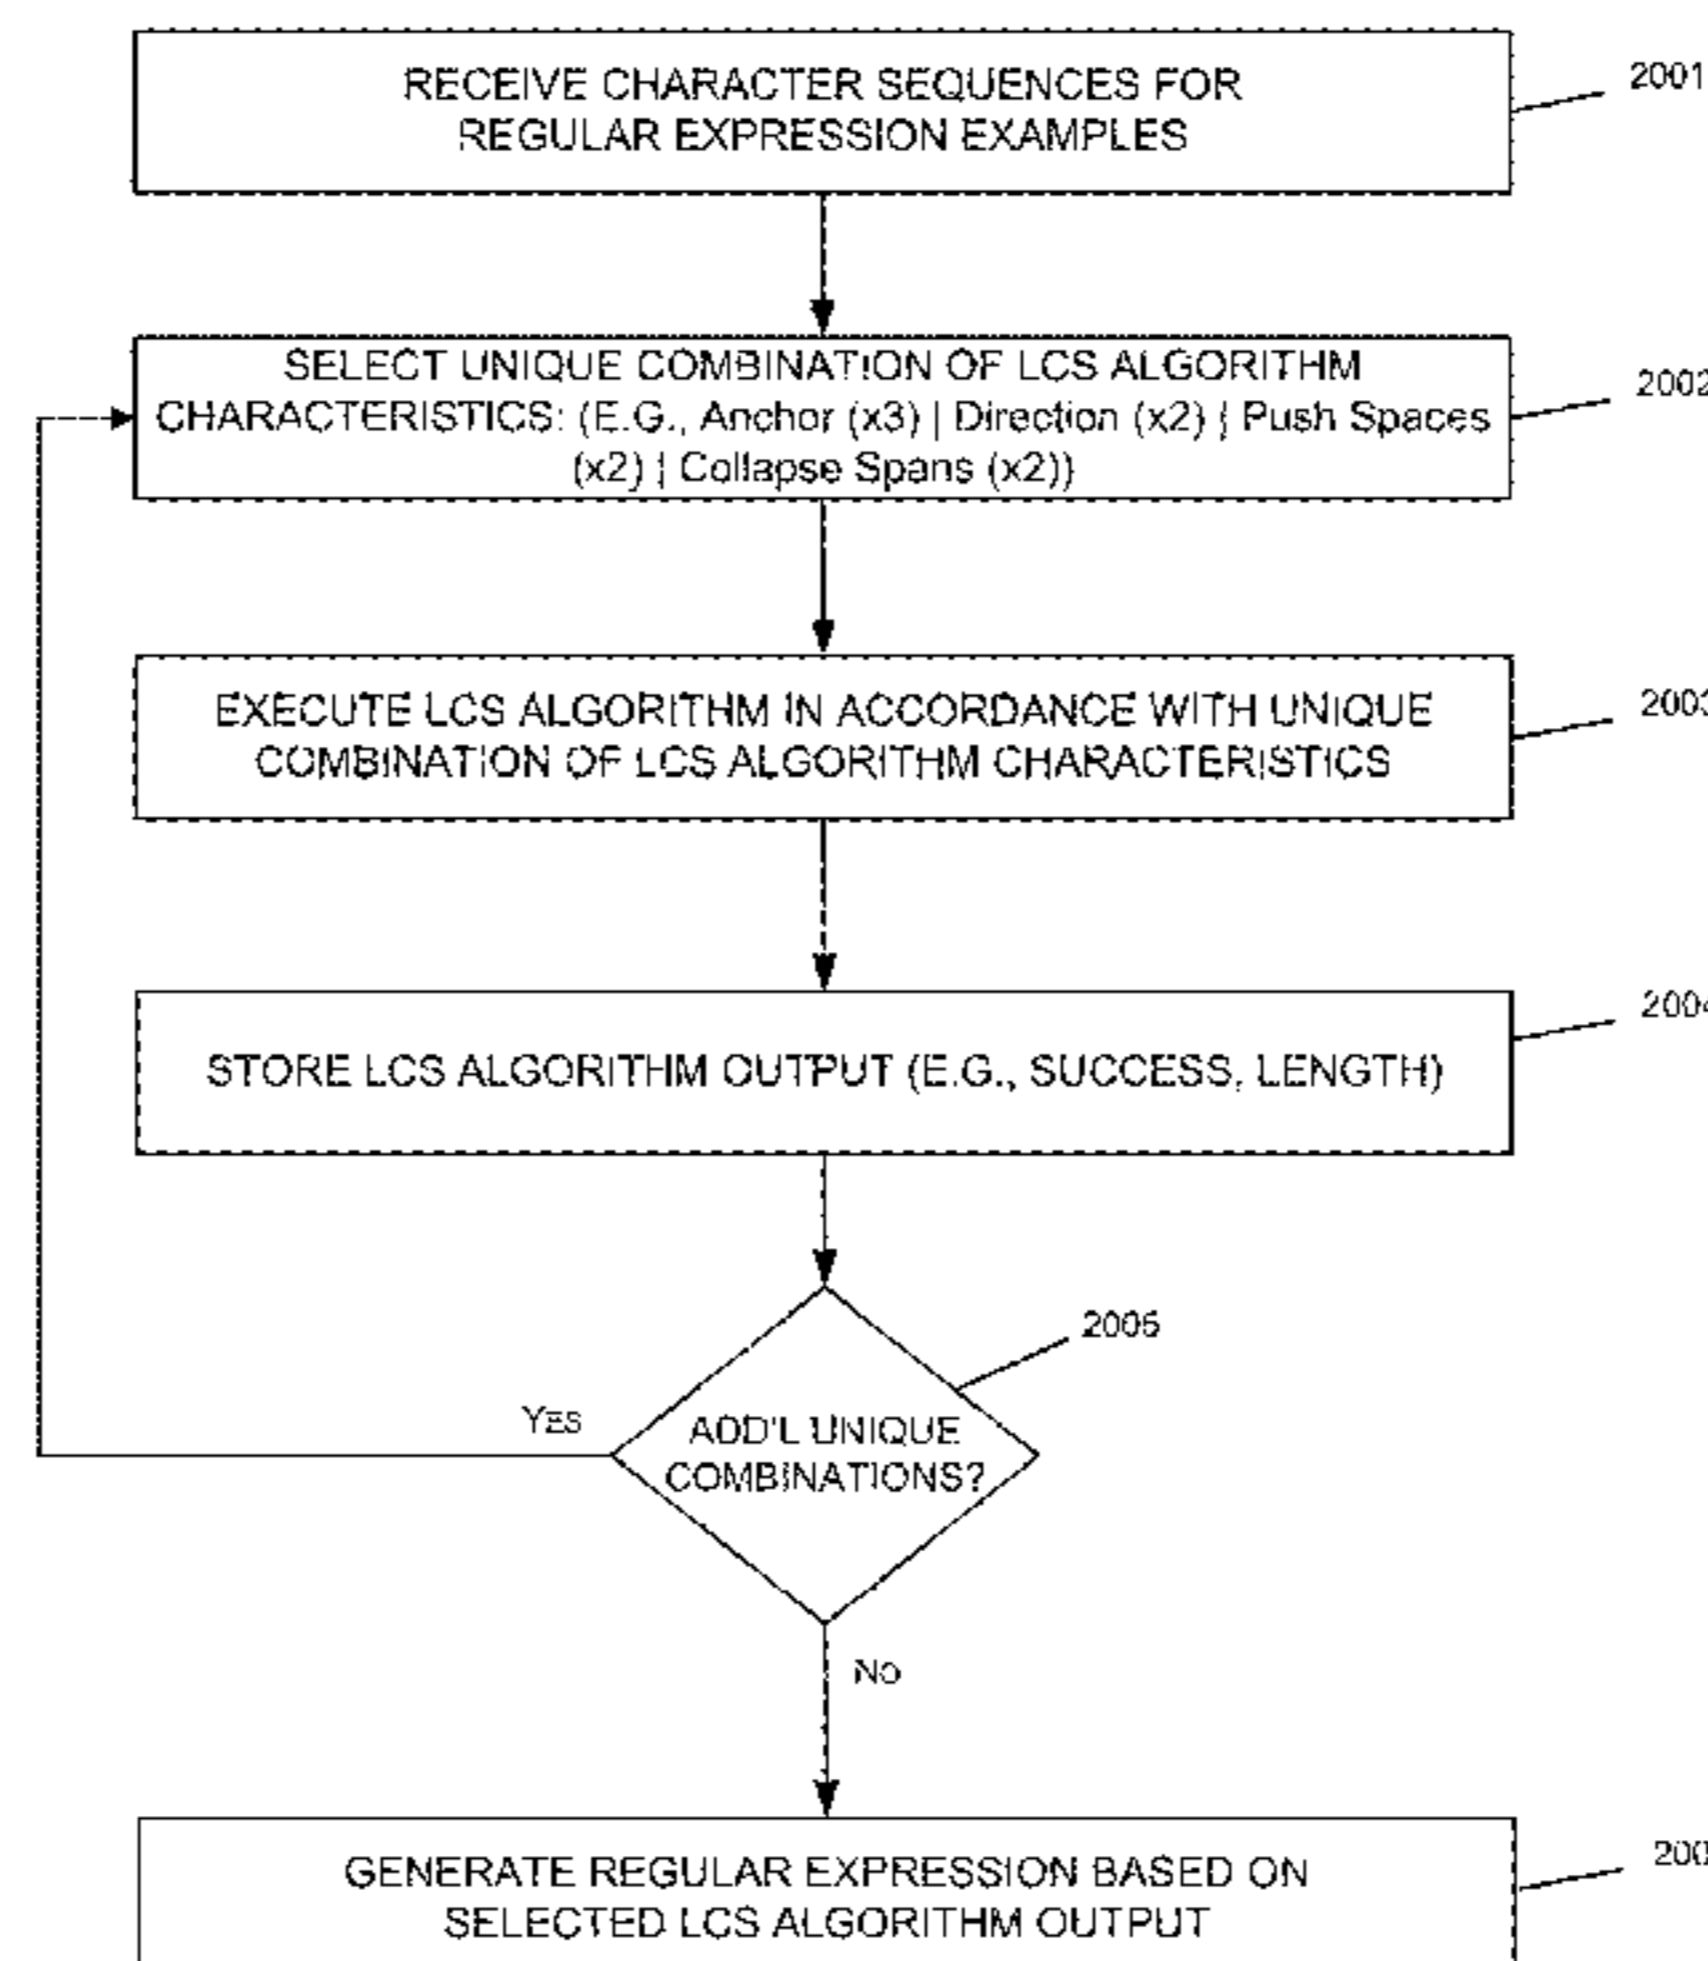 RECEIVE CHARACTER SEQUENCES FOR
REGULAR EXPRESSION EXAMPLES
2001
SELECT UNIQUE COMBINATION OF LCS ALGORITHM
CHARACTERISTICS: (E.G., Anchor (x3) | Direction (x2) | Push Spaces
(x2) | Collapse Spans (x2))
2002
EXECUTE LCS ALGORITHM IN ACCORDANCE WITH UNIQUE
COMBINATION OF LCS ALGORITHM CHARACTERISTICS
2003
STORE LCS ALGORITHM OUTPUT (E.G., SUCCESS, LENGTH)
2004
ADD'L UNIQUE
COMBINATIONS?
YES
No
GENERATE REGULAR EXPRESSION BASED ON
SELECTED LCS ALGORITHM OUTPUT